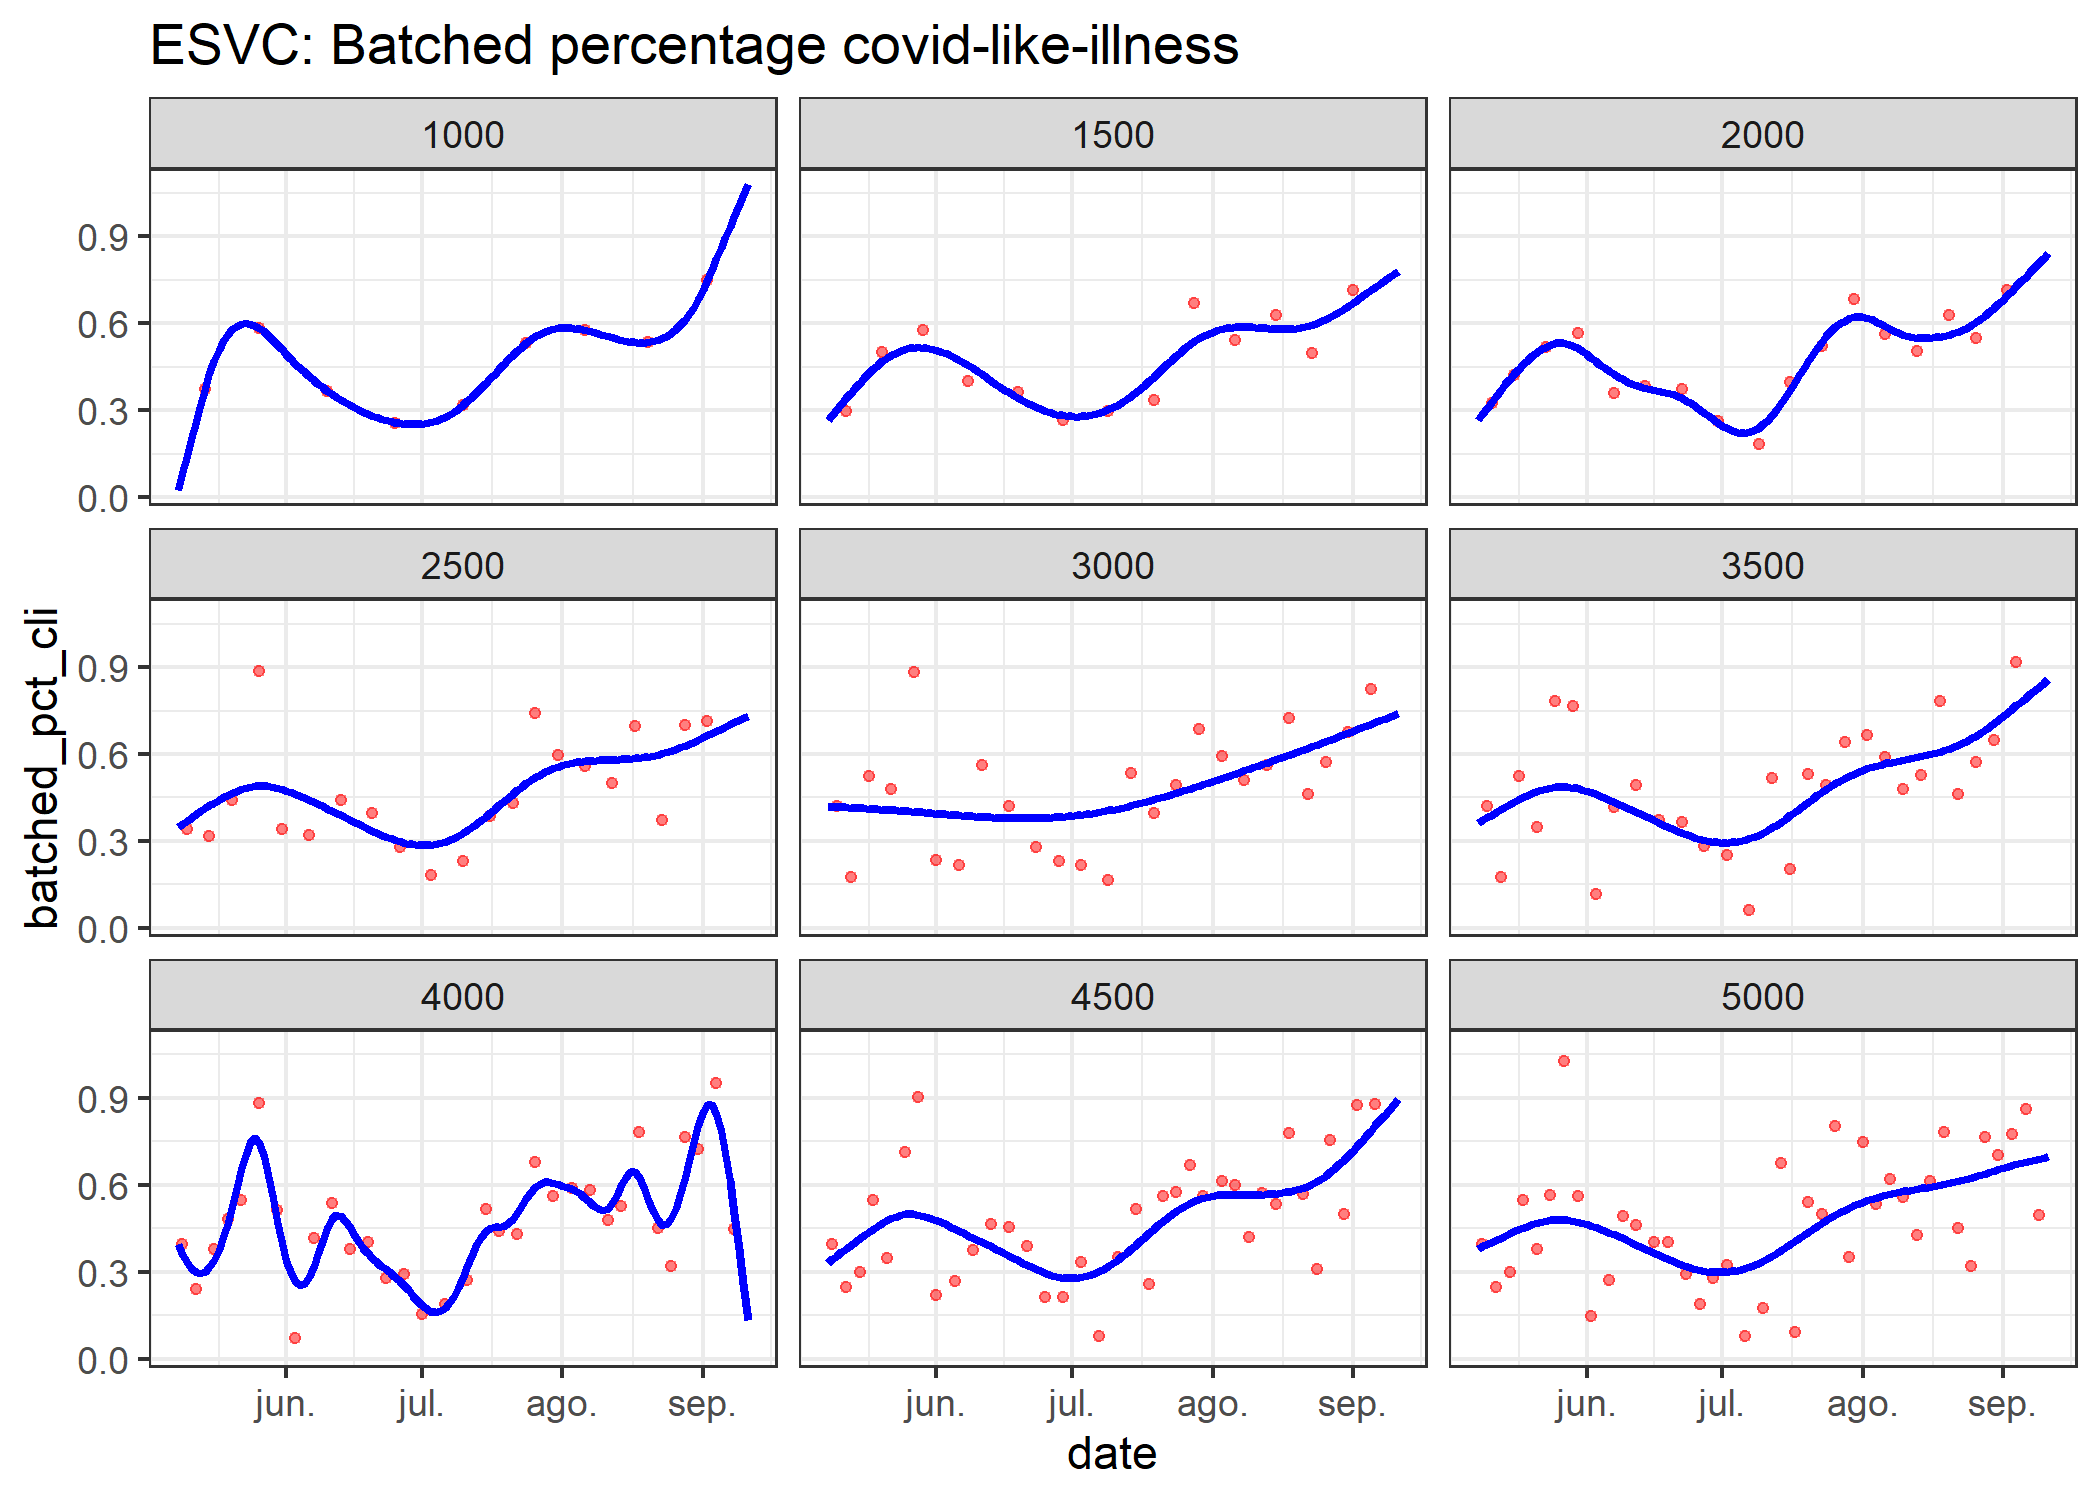 ESVC: Batched percentage covid-like-illness
1000 1500 2000
0.9
0.6
0.3
0.0
2500 3000 3500
0.9
0.6
0.3
0.0
batched_pct_cli
4000 4500 5000
0.9
0.6
0.3
0.0
jun. jul. ago. sep. jun. jul. ago. sep. jun. jul. ago. sep.
date